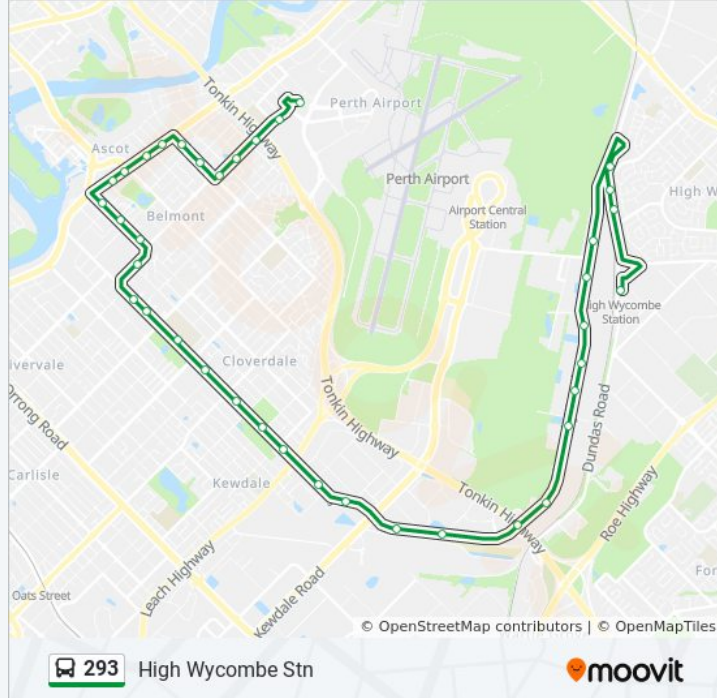 Tonkin Highway
Perth Airport
Ascot
Perth Airport
High W
Belmont
Airport Central
Station
igh Wycombe
Station
ivervale
Cloverdale
Orrong Road
Tonkin Highway
Dundas Road
Carlisle
Kewdale
Tonkin Highway
Roe Highway
Leach Highway
Kewdale Road
Oats Street
For
© OpenStreetMap contributors | © OpenMapTiles
293 High Wycombe Stn
moovit